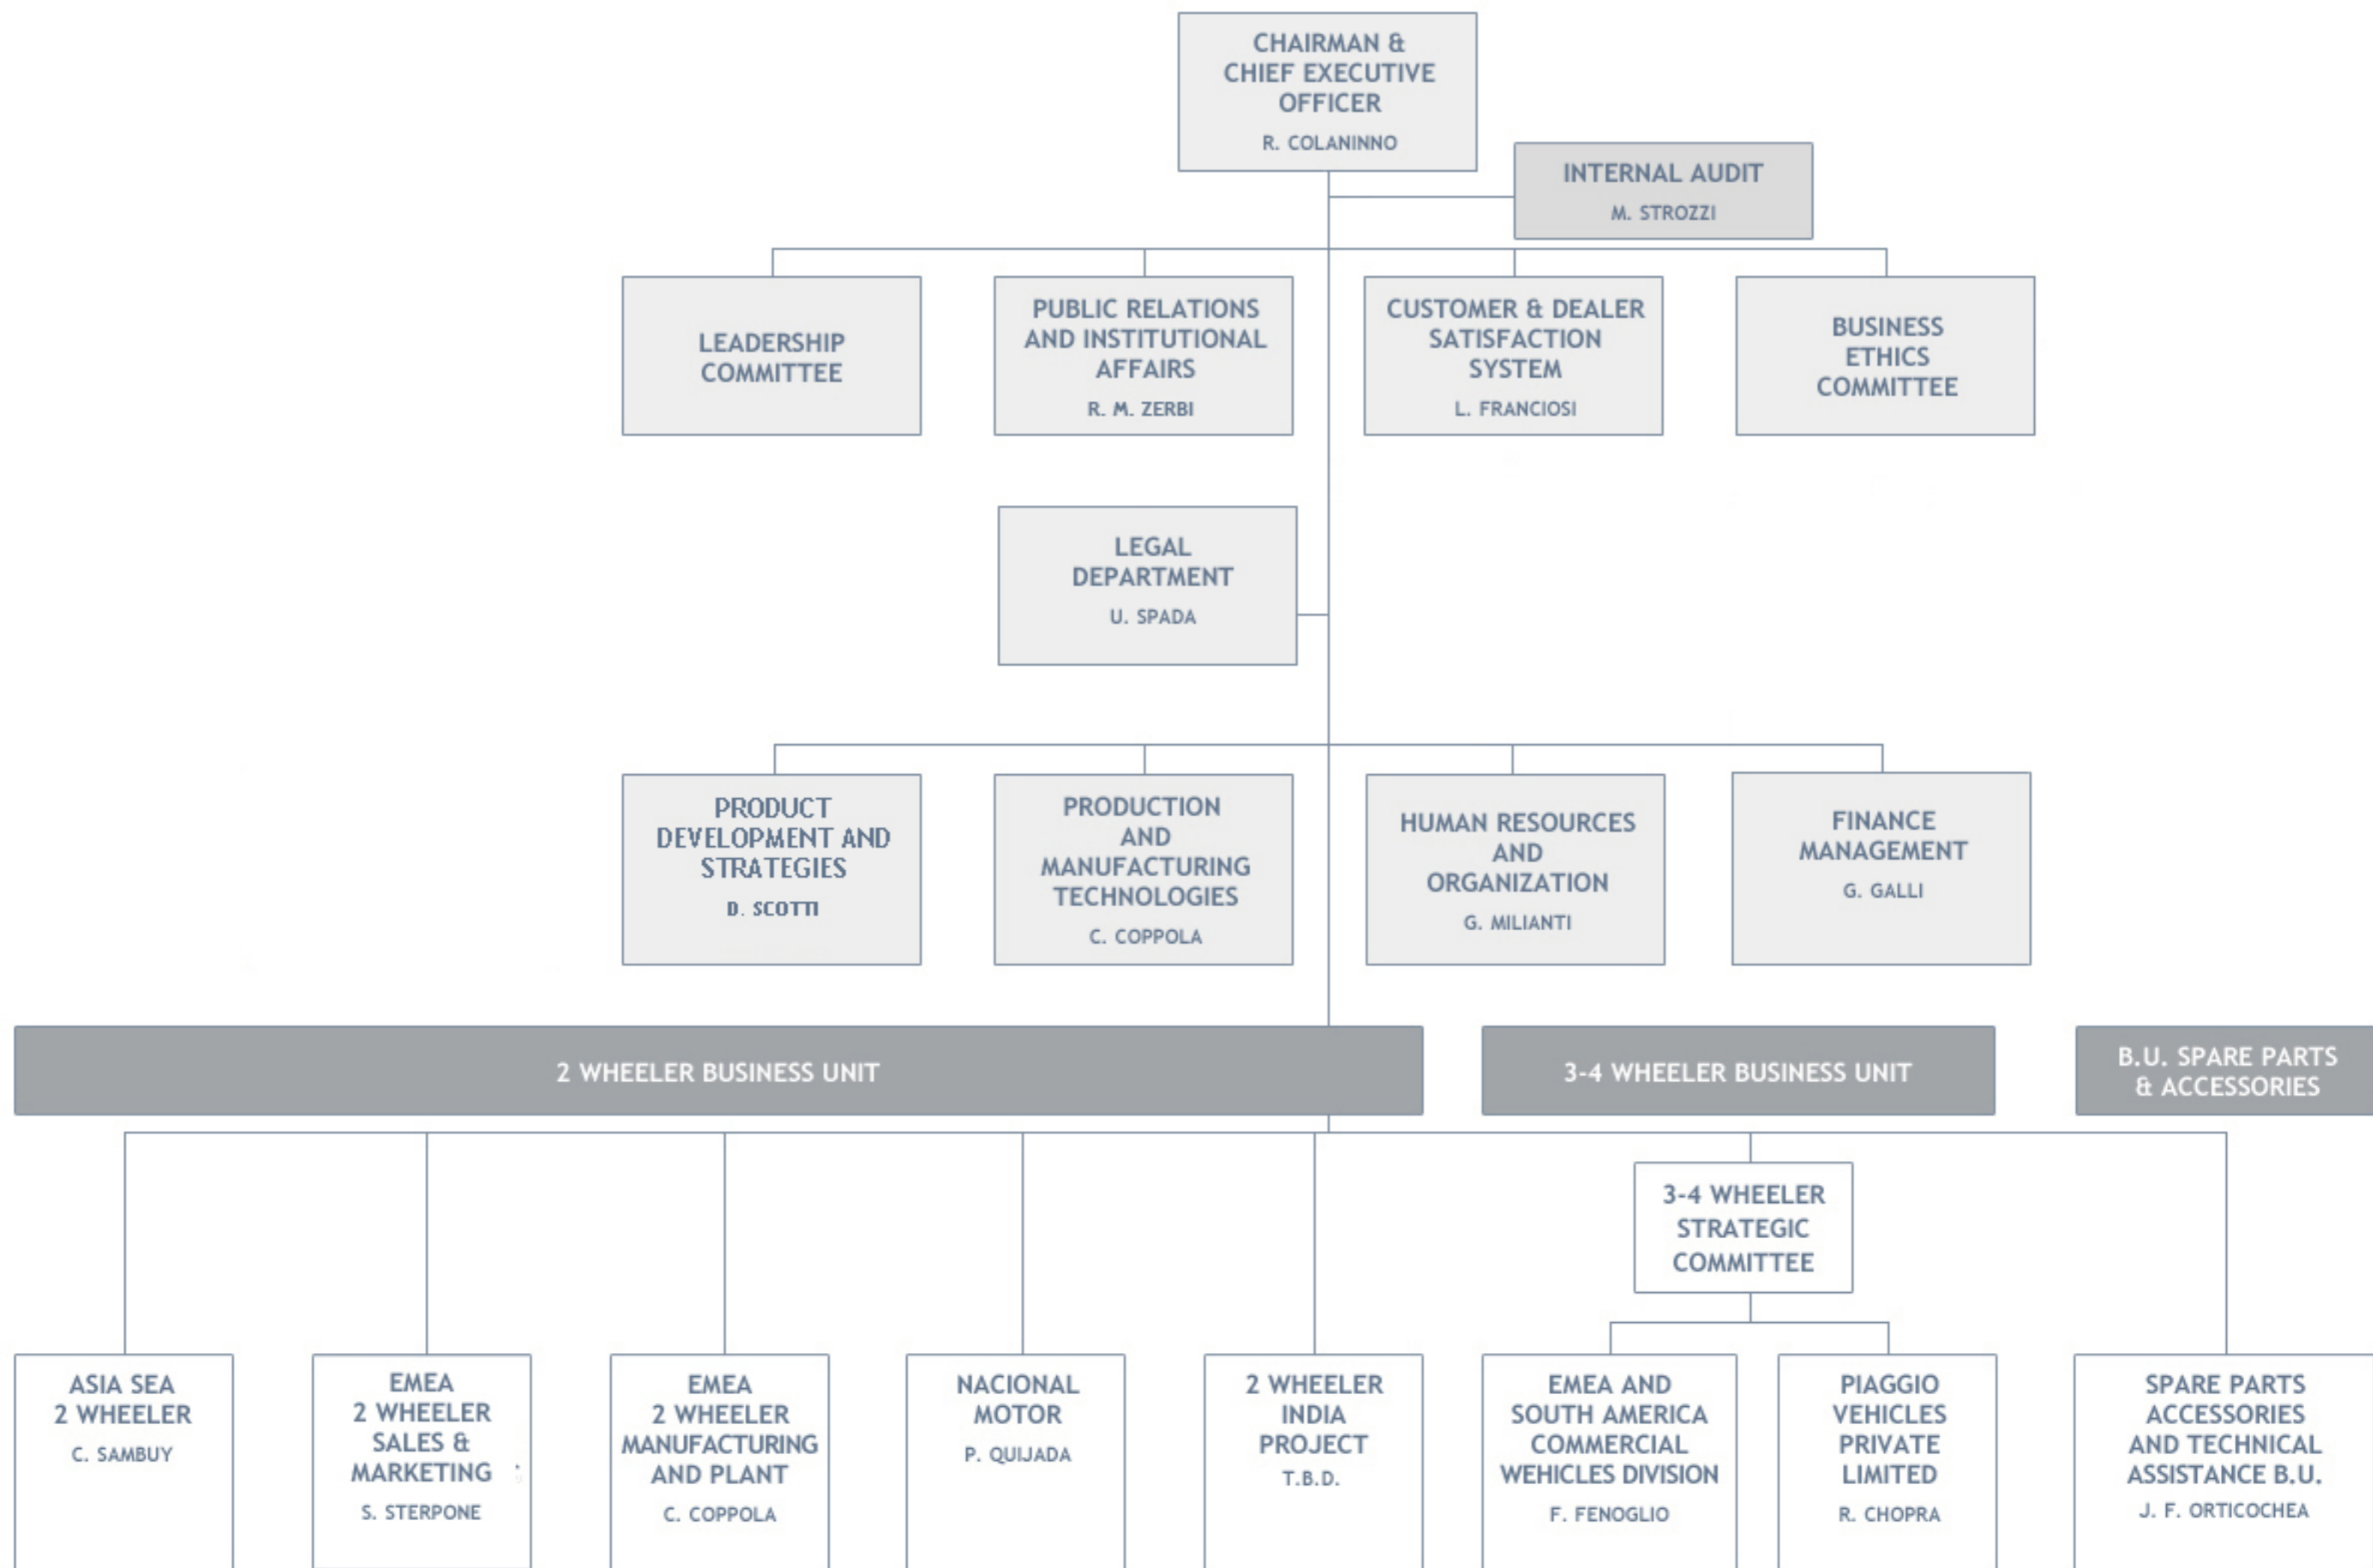 CHAIRMAN &
CHIEF EXECUTIVE
OFFICER
R. COLANINNO
INTERNAL AUDIT
M. STROZZI
LEADERSHIP
COMMITTEE
PUBLIC RELATIONS
AND INSTITUTIONAL
AFFAIRS
R. M. ZERBI
CUSTOMER & DEALER
SATISFACTION
SYSTEM
L. FRANCIOSI
BUSINESS
ETHICS
COMMITTEE
LEGAL
DEPARTMENT
U. SPADA
PRODUCT
DEVELOPMENT AND
STRATEGIES
D. SCOTTI
PRODUCTION
AND
MANUFACTURING
TECHNOLOGIES
C. COPPOLA
HUMAN RESOURCES
AND
ORGANIZATION
G. MILIANTI
FINANCE
MANAGEMENT
G. GALLI
2 WHEELER BUSINESS UNIT
3-4 WHEELER BUSINESS UNIT
B.U. SPARE PARTS
& ACCESSORIES
3-4 WHEELER
STRATEGIC
COMMITTEE
ASIA SEA
2 WHEELER
C. SAMBUY
EMEA
2 WHEELER
SALES &
MARKETING
S. STERPONE
EMEA
2 WHEELER
MANUFACTURING
AND PLANT
C. COPPOLA
NACIONAL
MOTOR
P. QUIJADA
2 WHEELER
INDIA
PROJECT
T.B.D.
EMEA AND
SOUTH AMERICA
COMMERCIAL
WEHICLES DIVISION
F. FENOGLIO
PIAGGIO
VEHICLES
PRIVATE
LIMITED
R. CHOPRA
SPARE PARTS
ACCESSORIES
AND TECHNICAL
ASSISTANCE B.U.
J. F. ORTICOCHEA